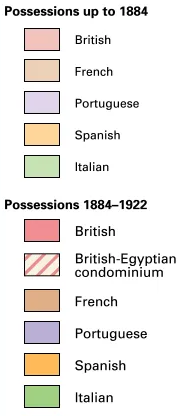 Possessions up to 1884
British
French
Portuguese
Spanish
Italian
Possessions 1884–1922
British
British-Egyptian
condominium
French
Portuguese
Spanish
Italian